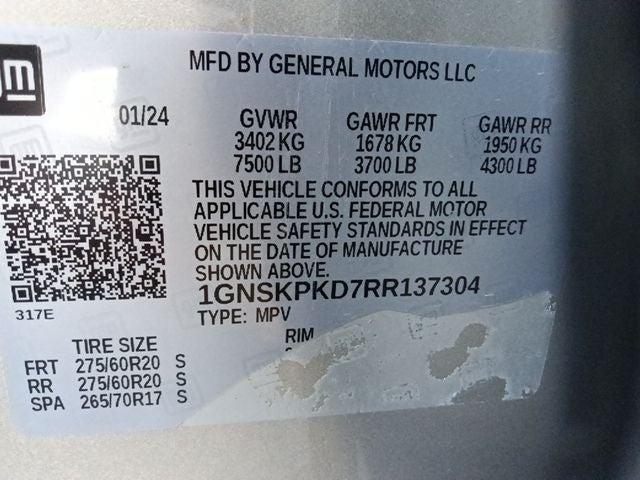 MFD BY GENERAL MOTORS LLC
01/24 GVWR GAWR FRT GAWR RR
3402 KG 1678 KG 1950 KG
7500 LB 3700 LB 4300 LB
THIS VEHICLE CONFORMS TO ALL
APPLICABLE U.S. FEDERAL MOTOR
VEHICLE SAFETY STANDARDS IN EFFECT
ON THE DATE OF MANUFACTURE
SHOWN ABOVE.
1GNSKPKD7RR137304
317E TYPE: MPV
TIRE SIZE RIM
FRT 275/60R20 S
RR 275/60R20 S
SPA 265/70R17 S